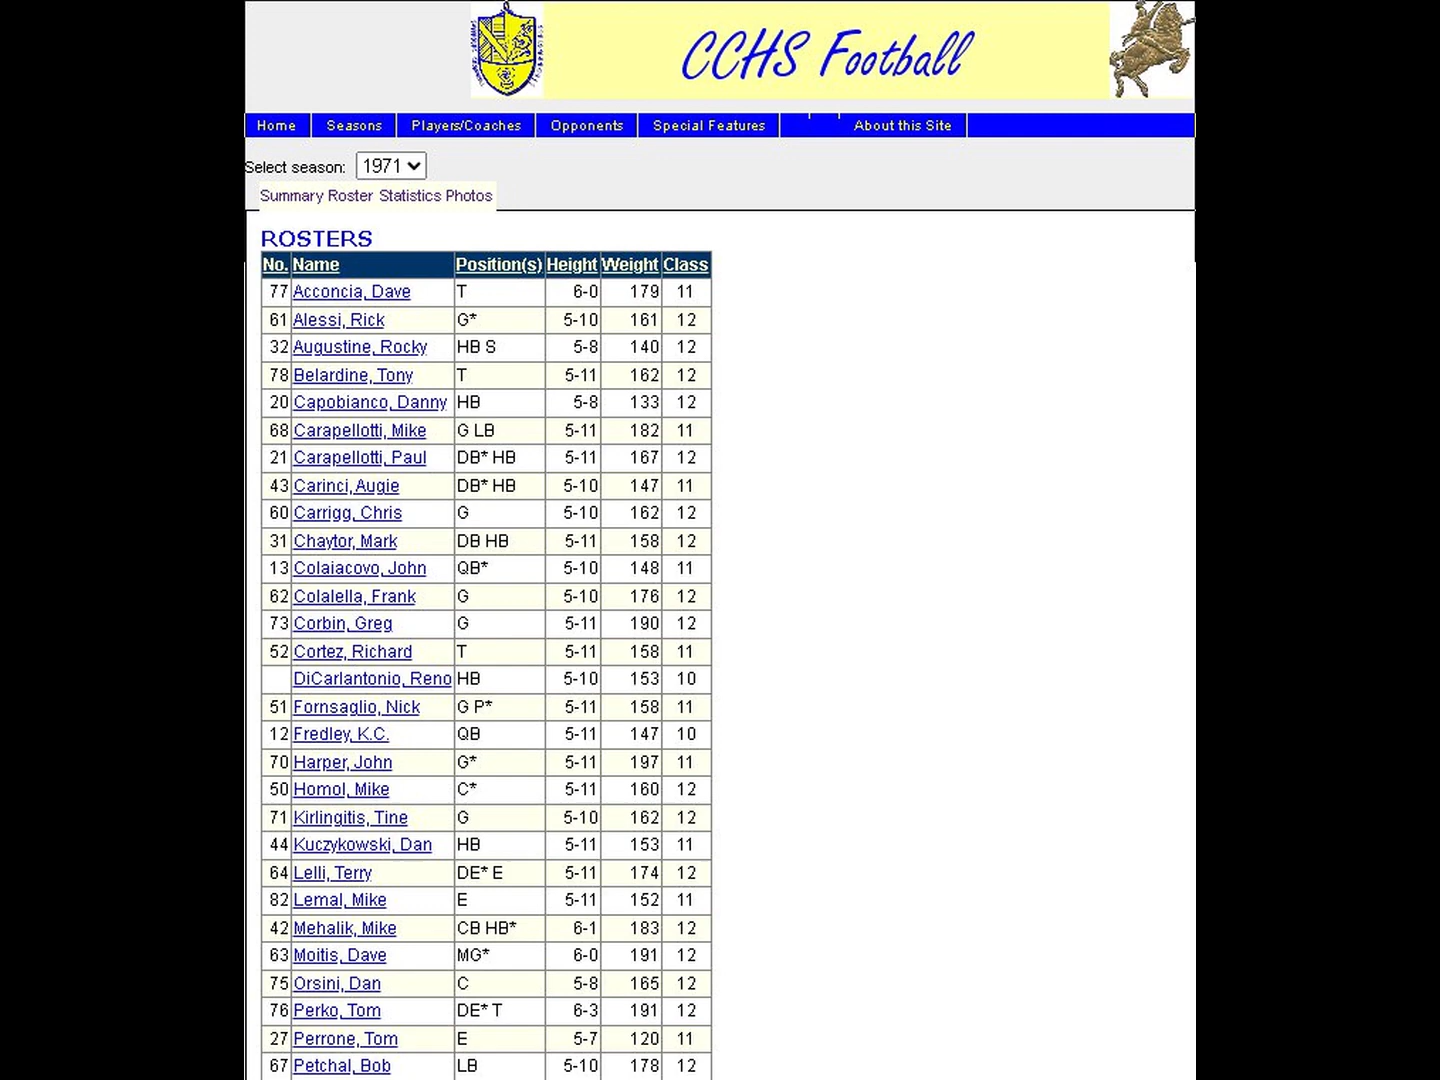 CCHS Football
Home Seasons Players/Coaches Opponents Special Features About this Site
Select season: 1971
Summary Roster Statistics Photos
ROSTERS
No. Name Position(s) Height Weight Class
77 Acconcia, Dave T 6-0 179 11
61 Alessi, Rick G* 5-10 161 12
32 Augustine, Rocky HB S 5-8 140 12
78 Belardine, Tony T 5-11 162 12
20 Capobianco, Danny HB 5-8 133 12
68 Carapellotti, Mike G LB 5-11 182 11
21 Carapellotti, Paul DB* HB 5-11 167 12
43 Carinci, Augie DB* HB 5-10 147 11
60 Carrigg, Chris G 5-10 162 12
31 Chaytor, Mark DB HB 5-11 158 12
13 Colaiacovo, John QB* 5-10 148 11
62 Colalella, Frank G 5-10 176 12
73 Corbin, Greg G 5-11 190 12
52 Cortez, Richard T 5-11 158 11
DiCarlantonio, Reno HB 5-10 153 10
51 Fornsaglio, Nick G P* 5-11 158 11
12 Fredley, K.C. QB 5-11 147 10
70 Harper, John G* 5-11 197 11
50 Homol, Mike C* 5-11 160 12
71 Kirlingitis, Tine G 5-10 162 12
44 Kuczykowski, Dan HB 5-11 153 11
64 Lelli, Terry DE* E 5-11 174 12
82 Lemal, Mike E 5-11 152 11
42 Mehalik, Mike CB HB* 6-1 183 12
63 Moitis, Dave MG* 6-0 191 12
75 Orsini, Dan C 5-8 165 12
76 Perko, Tom DE* T 6-3 191 12
27 Perrone, Tom E 5-7 120 11
67 Petchal, Bob LB 5-10 178 12